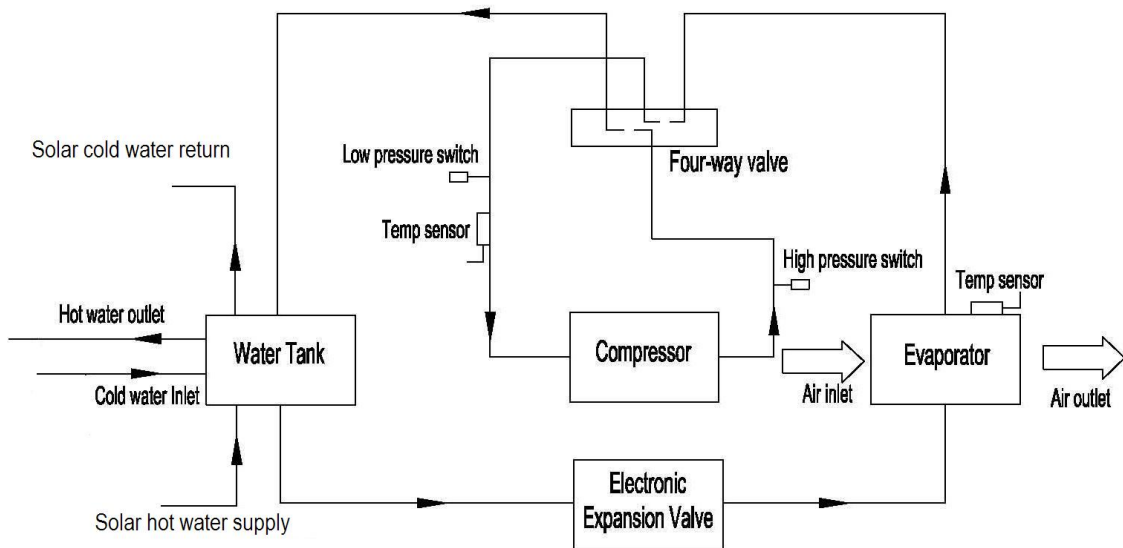 Solar cold water return
Low pressure switch
Four-way valve
Temp sensor
High pressure switch
Temp sensor
Hot water outlet
Water Tank
Cold water Inlet
Compressor
Air inlet
Evaporator
Air outlet
Solar hot water supply
Electronic
Expansion Valve